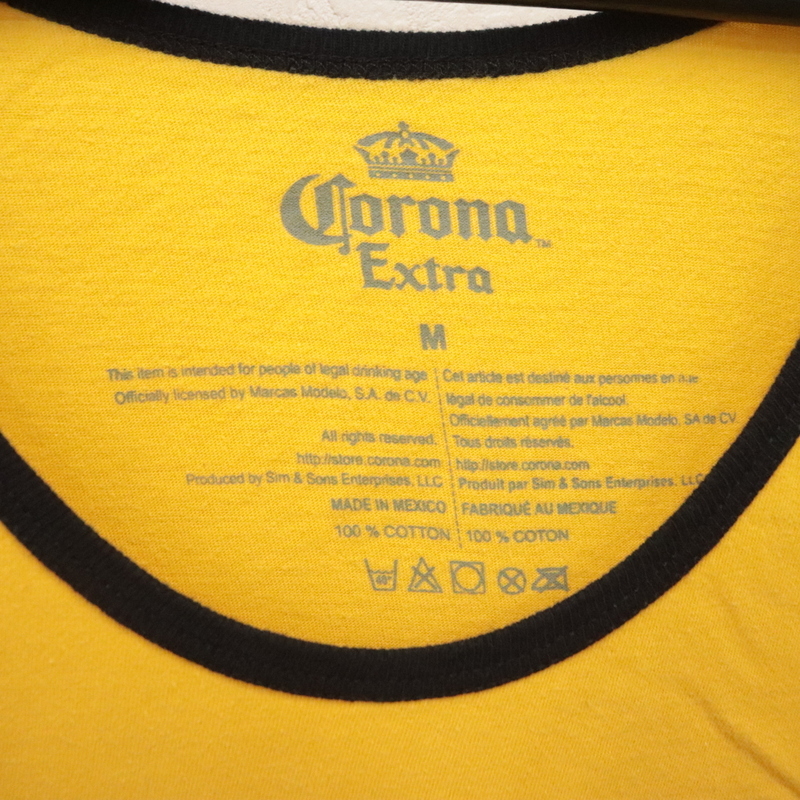 Corona
™
Extra
M
This item is intended for people of legal drinking age
Officially licensed by Marcas Modelo, S.A. de C.V.
All rights reserved.
http://store.corona.com
Produced by Sim & Sons Enterprises, LLC
MADE IN MEXICO
100 % COTTON
Cet article est destiné aux personnes en
légal de consommer de l'alcool.
Officiellement agréé par Marcas Modelo, SA de CV.
Tous droits réservés.
http://store.corona.com
Produit par Sim & Sons Enterprises, LLC
FABRIQUÉ AU MEXIQUE
100 % COTON
40°